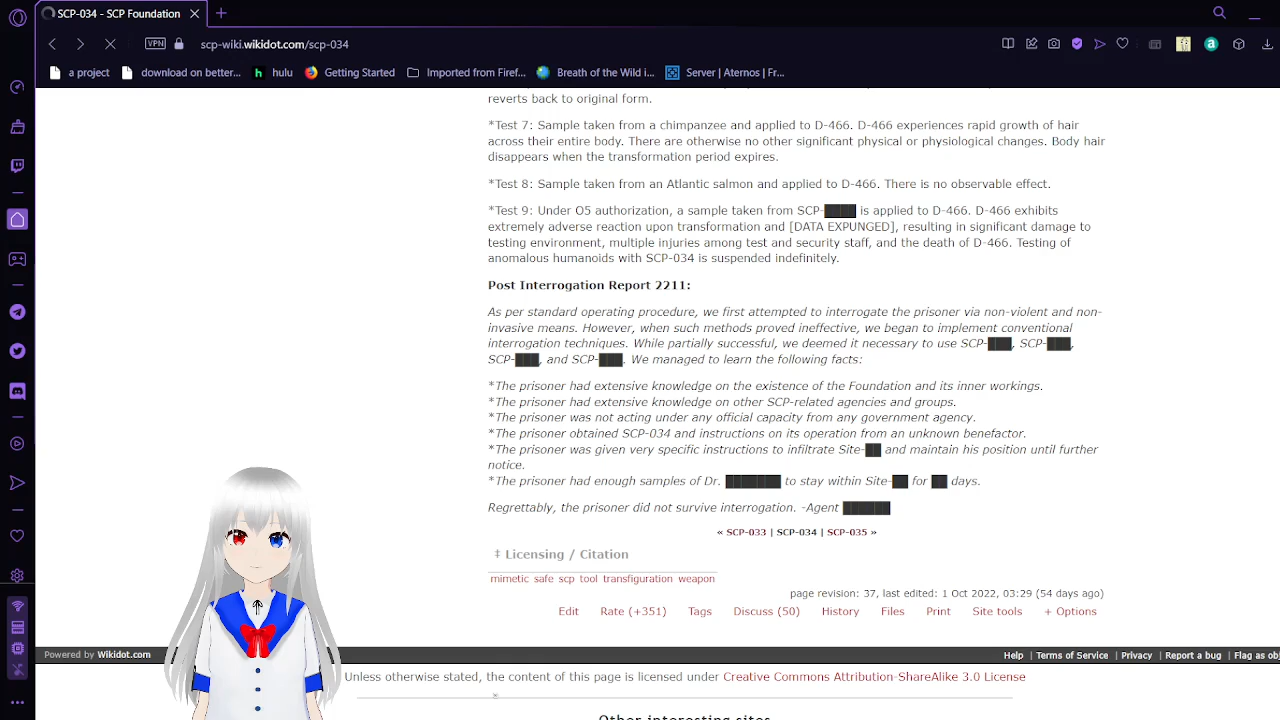 SCP-034 - SCP Foundation
VPN
scp-wiki.wikidot.com/scp-034
a project
download on better...
h
hulu
Getting Started
Imported from Firef...
Breath of the Wild i...
Server | Aternos | Fr...
reverts back to original form.
*Test 7: Sample taken from a chimpanzee and applied to D-466. D-466 experiences rapid growth of hair
across their entire body. There are otherwise no other significant physical or physiological changes. Body hair
disappears when the transformation period expires.
*Test 8: Sample taken from an Atlantic salmon and applied to D-466. There is no observable effect.
*Test 9: Under O5 authorization, a sample taken from SCP-████ is applied to D-466. D-466 exhibits
extremely adverse reaction upon transformation and [DATA EXPUNGED], resulting in significant damage to
testing environment, multiple injuries among test and security staff, and the death of D-466. Testing of
anomalous humanoids with SCP-034 is suspended indefinitely.
Post Interrogation Report 2211:
As per standard operating procedure, we first attempted to interrogate the prisoner via non-violent and non-
invasive means. However, when such methods proved ineffective, we began to implement conventional
interrogation techniques. While partially successful, we deemed it necessary to use SCP-███, SCP-███,
SCP-███, and SCP-███. We managed to learn the following facts:
*The prisoner had extensive knowledge on the existence of the Foundation and its inner workings.
*The prisoner had extensive knowledge on other SCP-related agencies and groups.
*The prisoner was not acting under any official capacity from any government agency.
*The prisoner obtained SCP-034 and instructions on its operation from an unknown benefactor.
*The prisoner was given very specific instructions to infiltrate Site-██ and maintain his position until further
notice.
*The prisoner had enough samples of Dr. ███████ to stay within Site-██ for ██ days.
Regrettably, the prisoner did not survive interrogation. -Agent ██████
« SCP-033 | SCP-034 | SCP-035 »
‡ Licensing / Citation
mimetic safe scp tool transfiguration weapon
page revision: 37, last edited: 1 Oct 2022, 03:29 (54 days ago)
Edit Rate (+351) Tags Discuss (50) History Files Print Site tools + Options
Powered by Wikidot.com
Help | Terms of Service | Privacy | Report a bug | Flag as obj
Unless otherwise stated, the content of this page is licensed under Creative Commons Attribution-ShareAlike 3.0 License
Other interesting sites